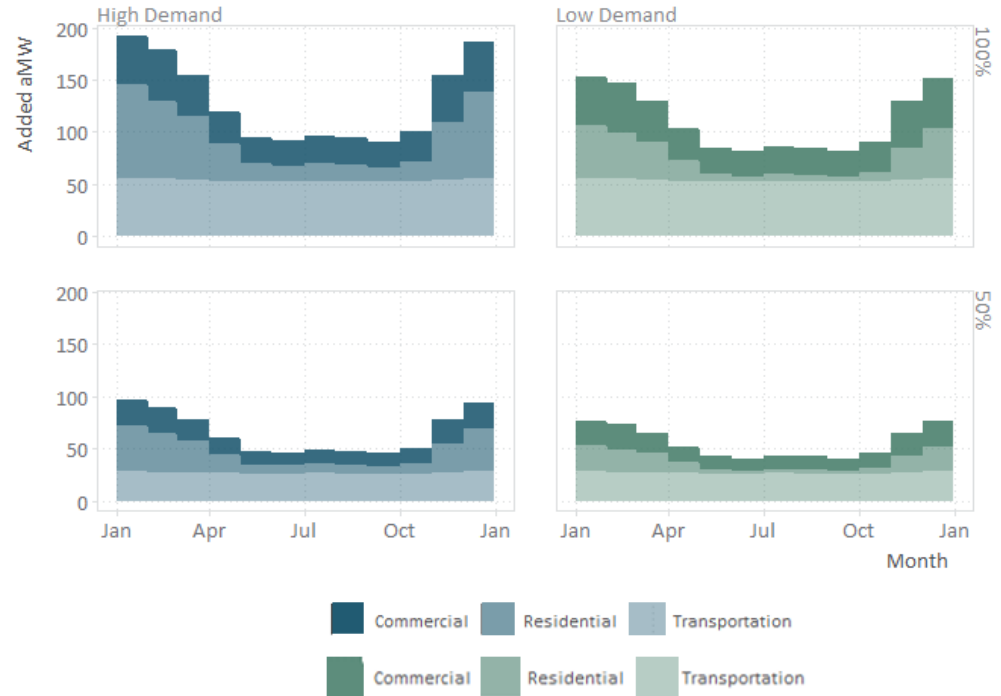 High Demand
Low Demand
Added aMW
200
150
100
50
0
100%
200
150
100
50
0
50%
Jan Apr Jul Oct Jan
Jan Apr Jul Oct Jan
Month
Commercial Residential Transportation
Commercial Residential Transportation